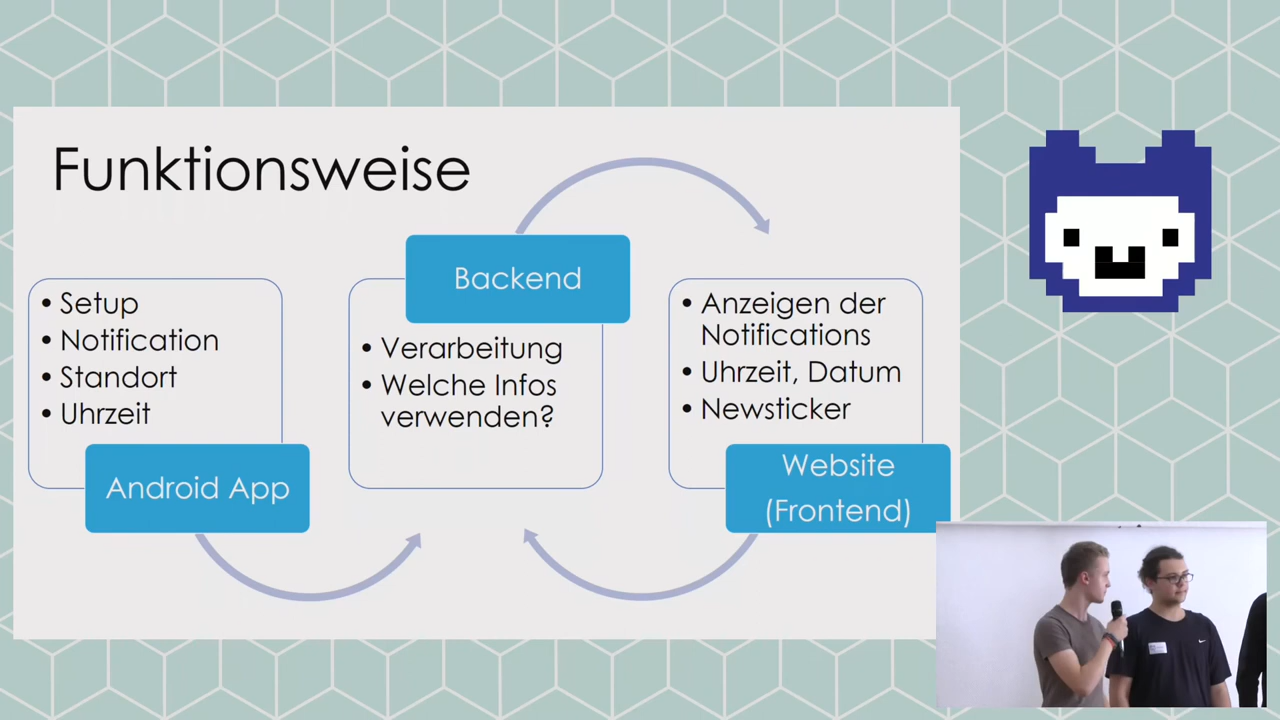 Funktionsweise
• Setup
• Notification
• Standort
• Uhrzeit
Android App
Backend
• Verarbeitung
• Welche Infos
verwenden?
• Anzeigen der
Notifications
• Uhrzeit, Datum
• Newsticker
Website
(Frontend)